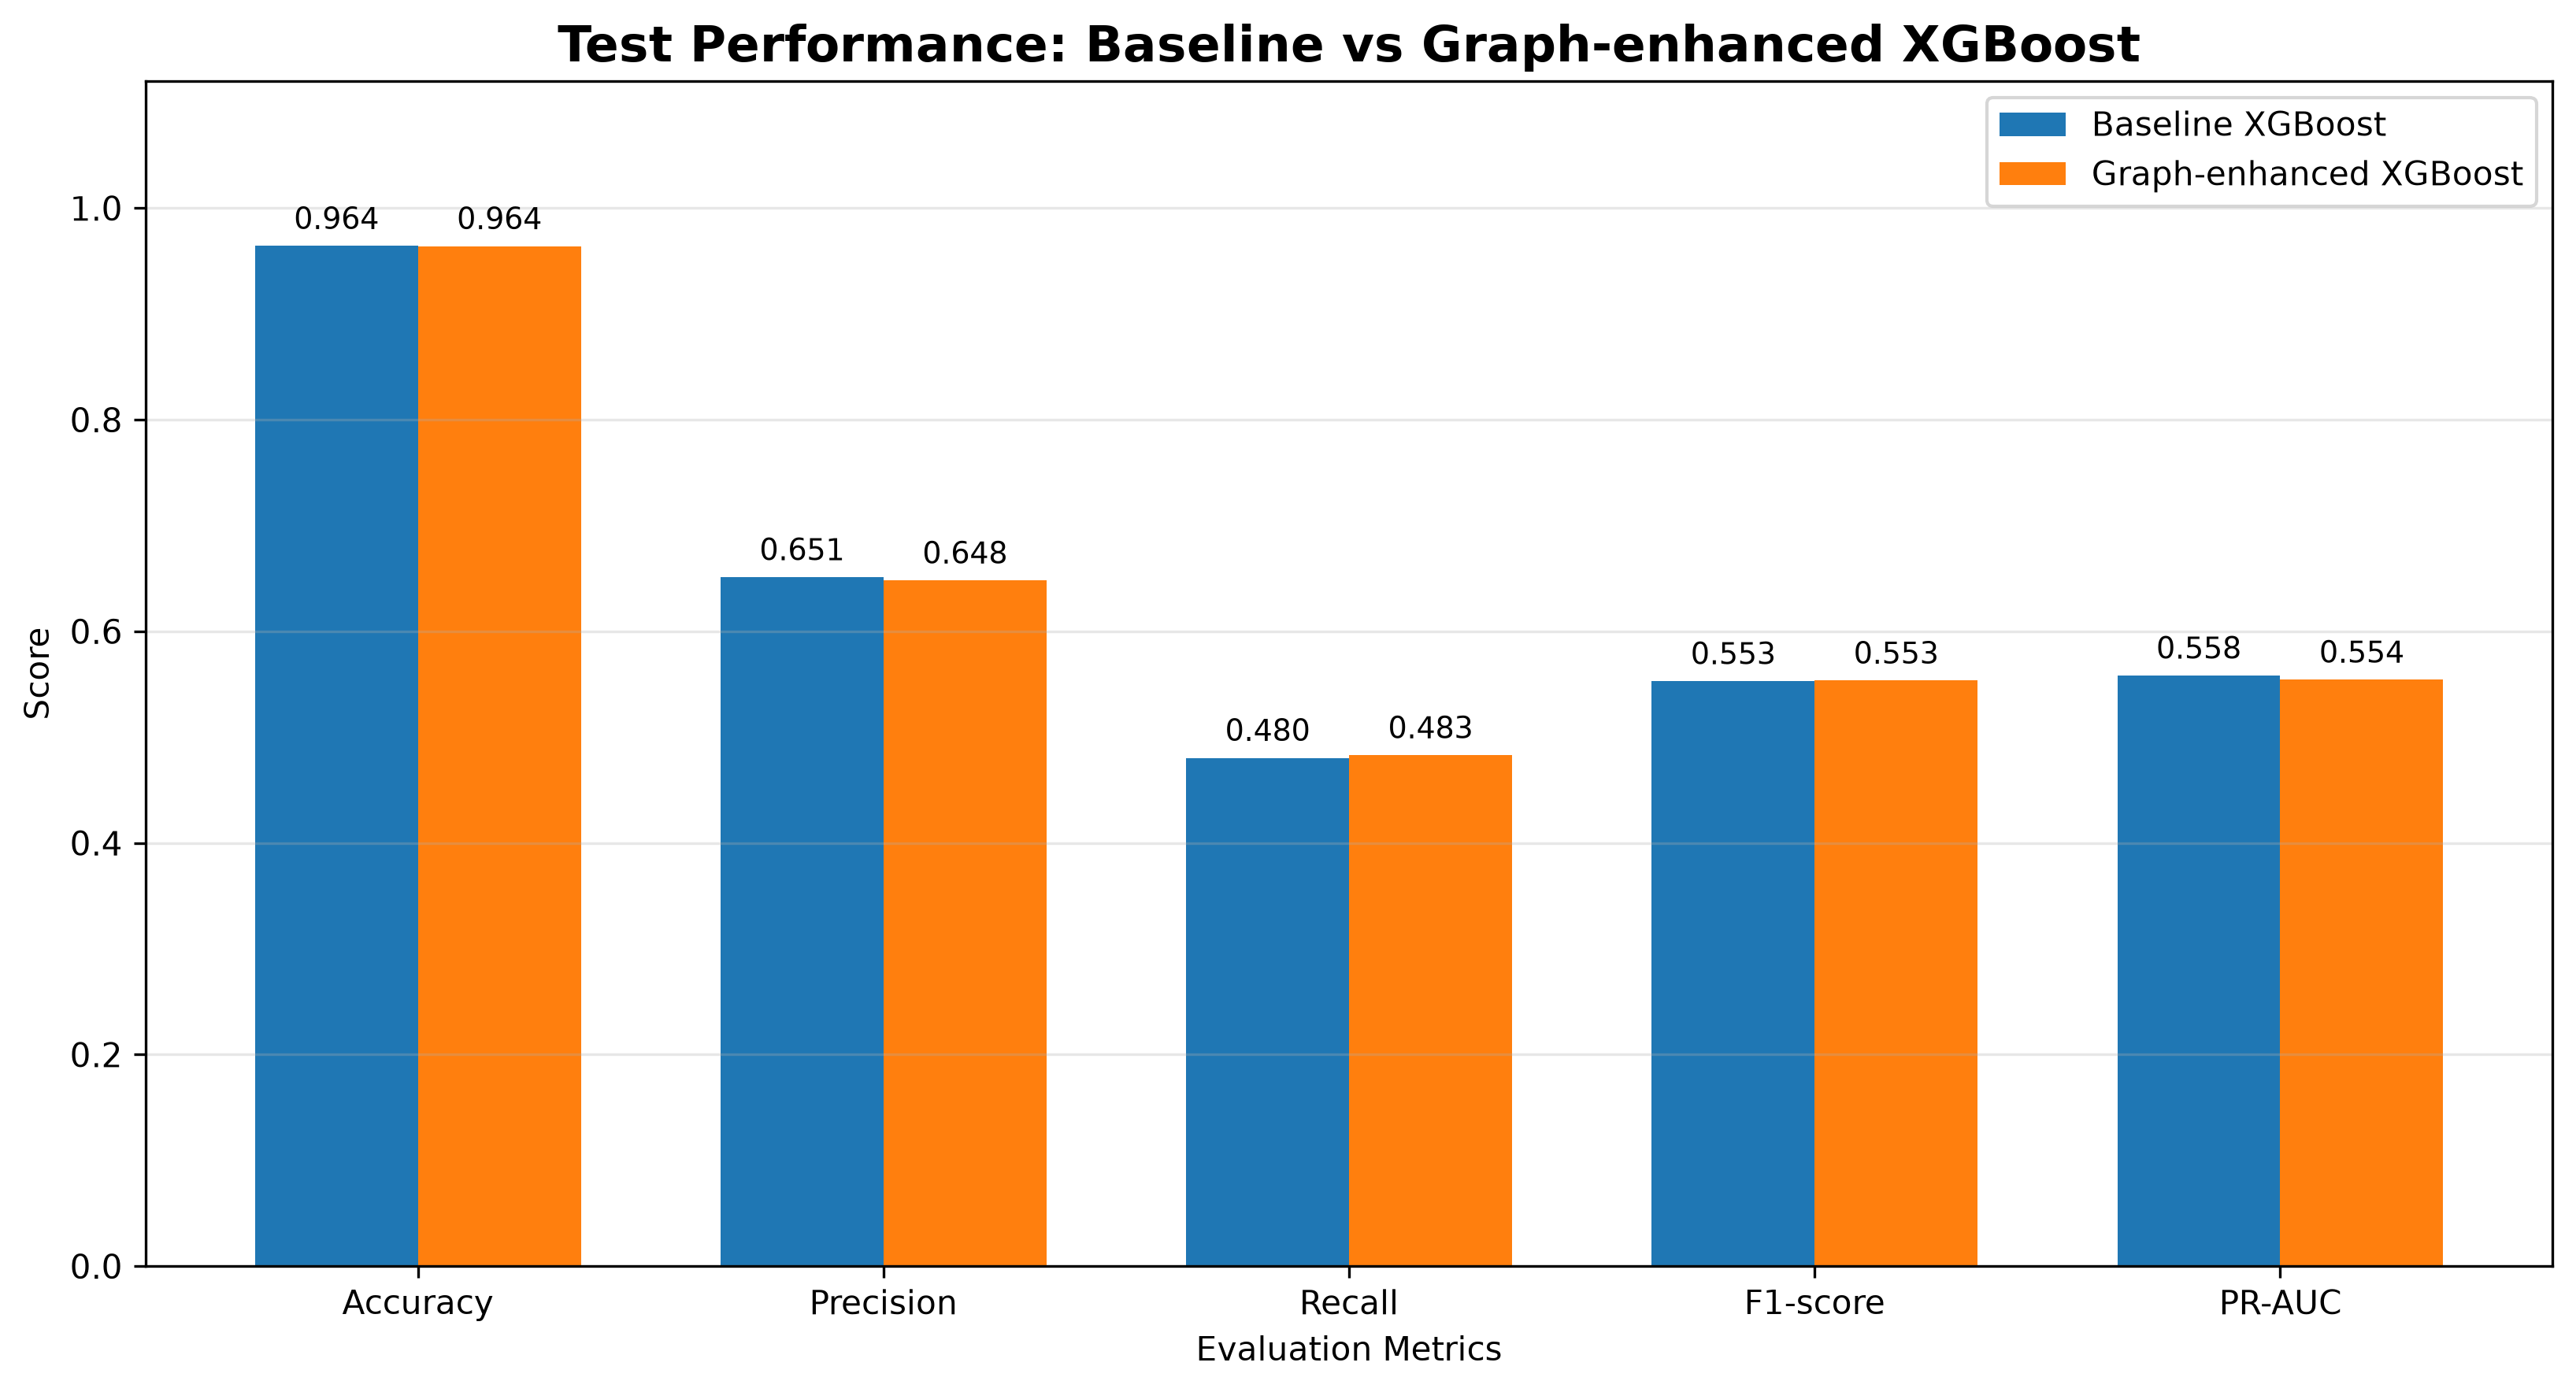 Test Performance: Baseline vs Graph-enhanced XGBoost
Baseline XGBoost
Graph-enhanced XGBoost
Score
1.0
0.8
0.6
0.4
0.2
0.0
0.964 0.964
0.651 0.648
0.480 0.483
0.553 0.553
0.558 0.554
Accuracy Precision Recall F1-score PR-AUC
Evaluation Metrics